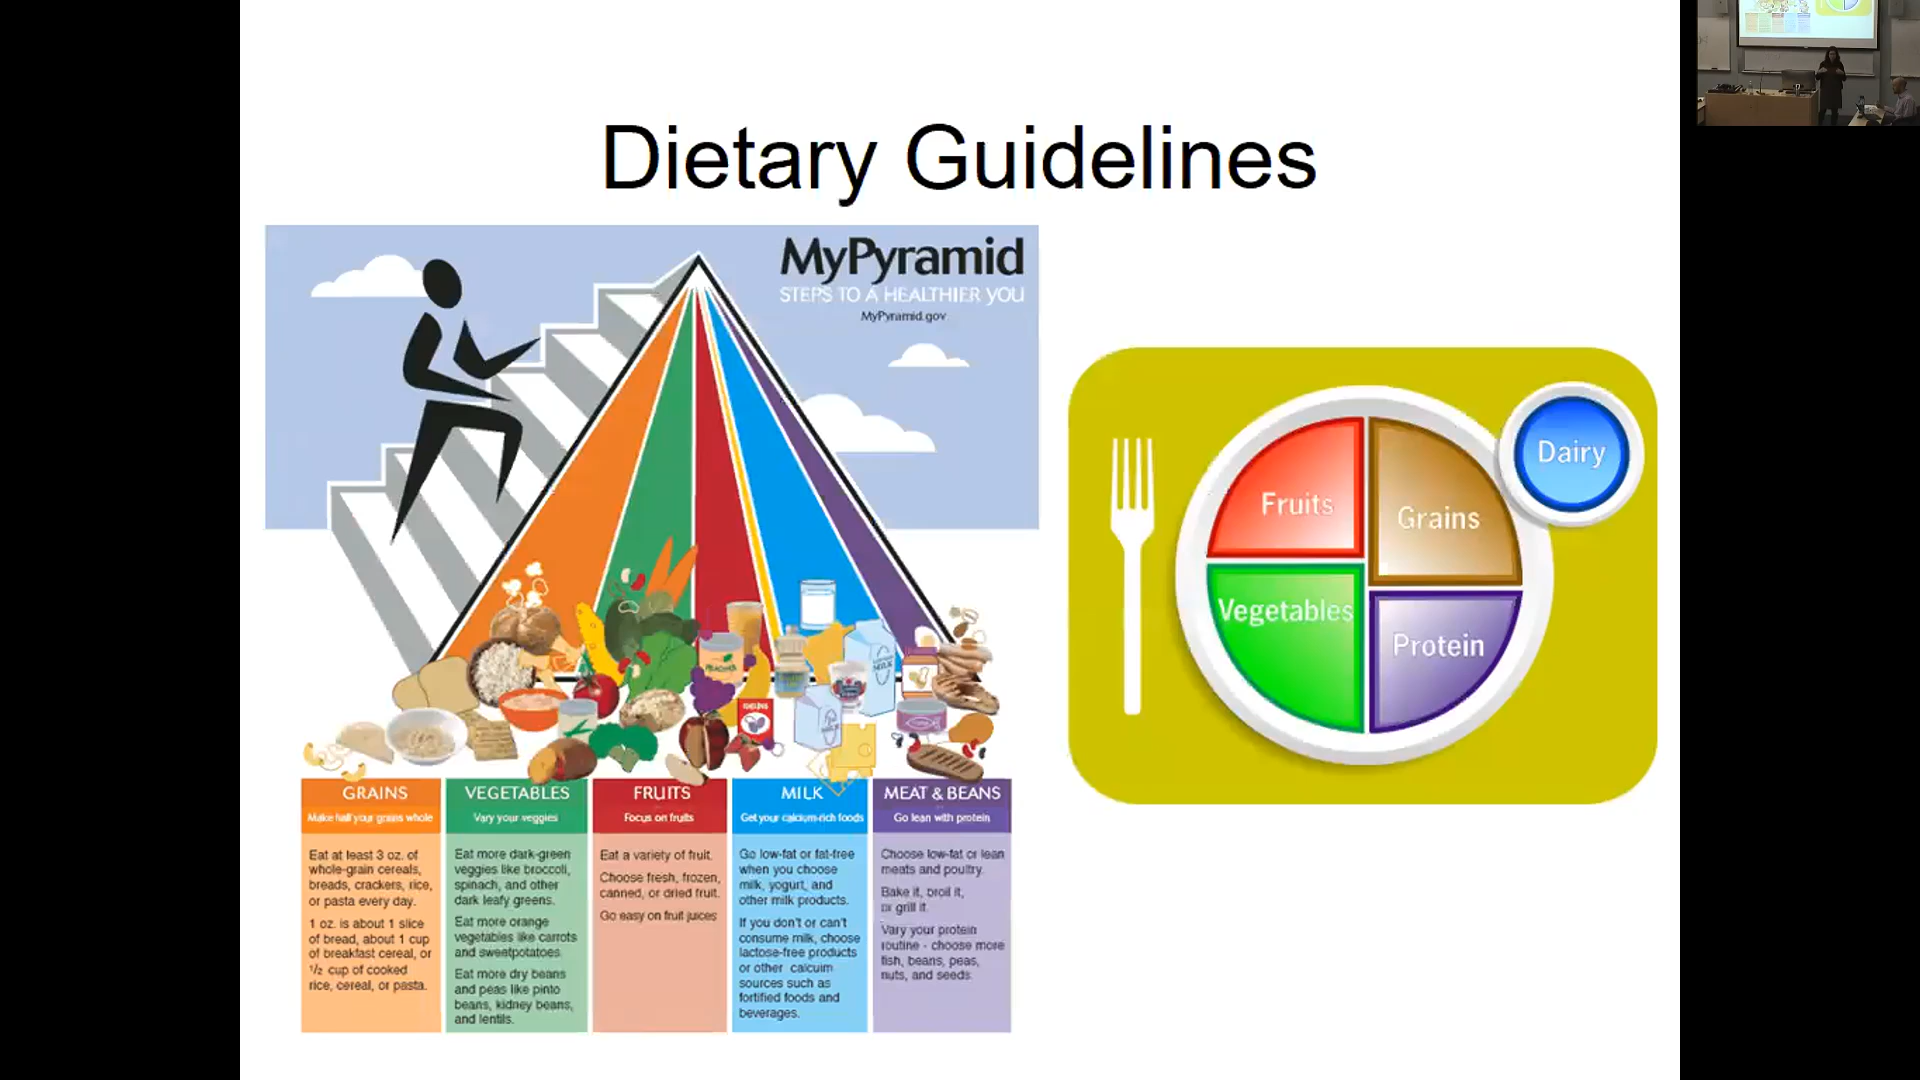 Dietary Guidelines
MyPyramid
STEPS TO A HEALTHIER YOU
MyPyramid.gov
GRAINS
Make half your grains whole
Eat at least 3 oz. of
whole-grain cereals,
breads, crackers, rice,
or pasta every day.
1 oz. is about 1 slice
of bread, about 1 cup
of breakfast cereal, or
1/2 cup of cooked
rice, cereal, or pasta.
VEGETABLES
Vary your veggies
Eat more dark-green
veggies like broccoli,
spinach, and other
dark leafy greens.
Eat more orange
vegetables like carrots
and sweetpotatoes.
Eat more dry beans
and peas like pinto
beans, kidney beans,
and lentils.
FRUITS
Focus on fruits
Eat a variety of fruit.
Choose fresh, frozen,
canned, or dried fruit.
Go easy on fruit juices
MILK
Get your calcium-rich foods
Go low-fat or fat-free
when you choose
milk, yogurt, and
other milk products.
If you don't or can't
consume milk, choose
lactose-free products
or other calcuim
sources such as
fortified foods and
beverages.
MEAT & BEANS
Go lean with protein
Choose low-fat or lean
meats and poultry.
Bake it, broil it,
or grill it.
Vary your protein
routine - choose more
fish, beans, peas,
nuts, and seeds.
Fruits
Grains
Vegetables
Protein
Dairy